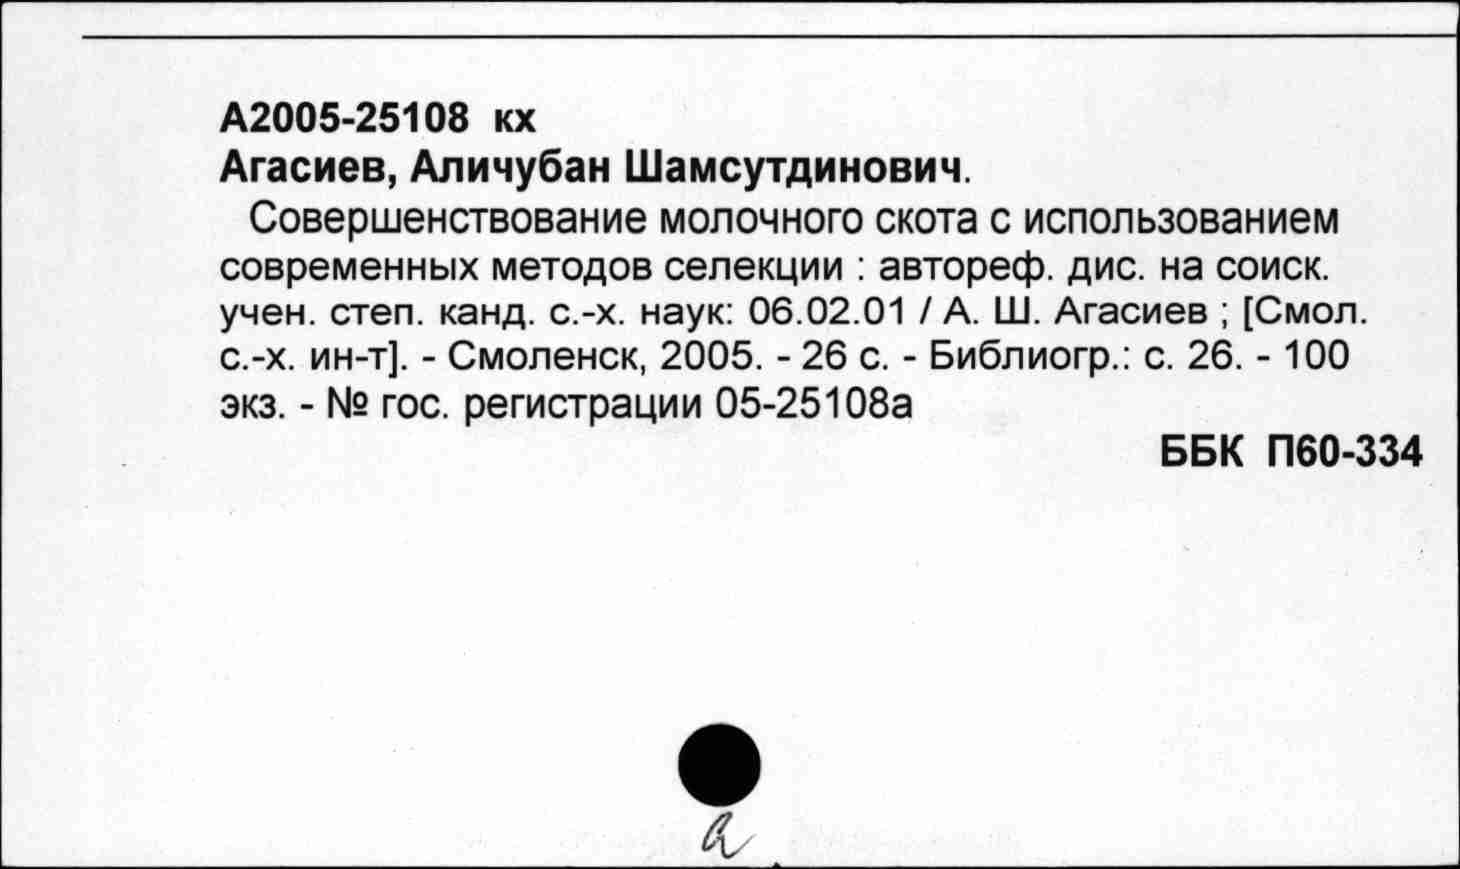 А2005-25108 кх
Агасиев, Аличубан Шамсутдинович.
Совершенствование молочного скота с использованием
современных методов селекции : автореф. дис. на соиск.
учен. степ. канд. с.-х. наук: 06.02.01 / А. Ш. Агасиев ; [Смол.
с.-х. ин-т]. - Смоленск, 2005. - 26 с. - Библиогр.: с. 26. - 100
экз. - № гос. регистрации 05-25108а
ББК П60-334
а